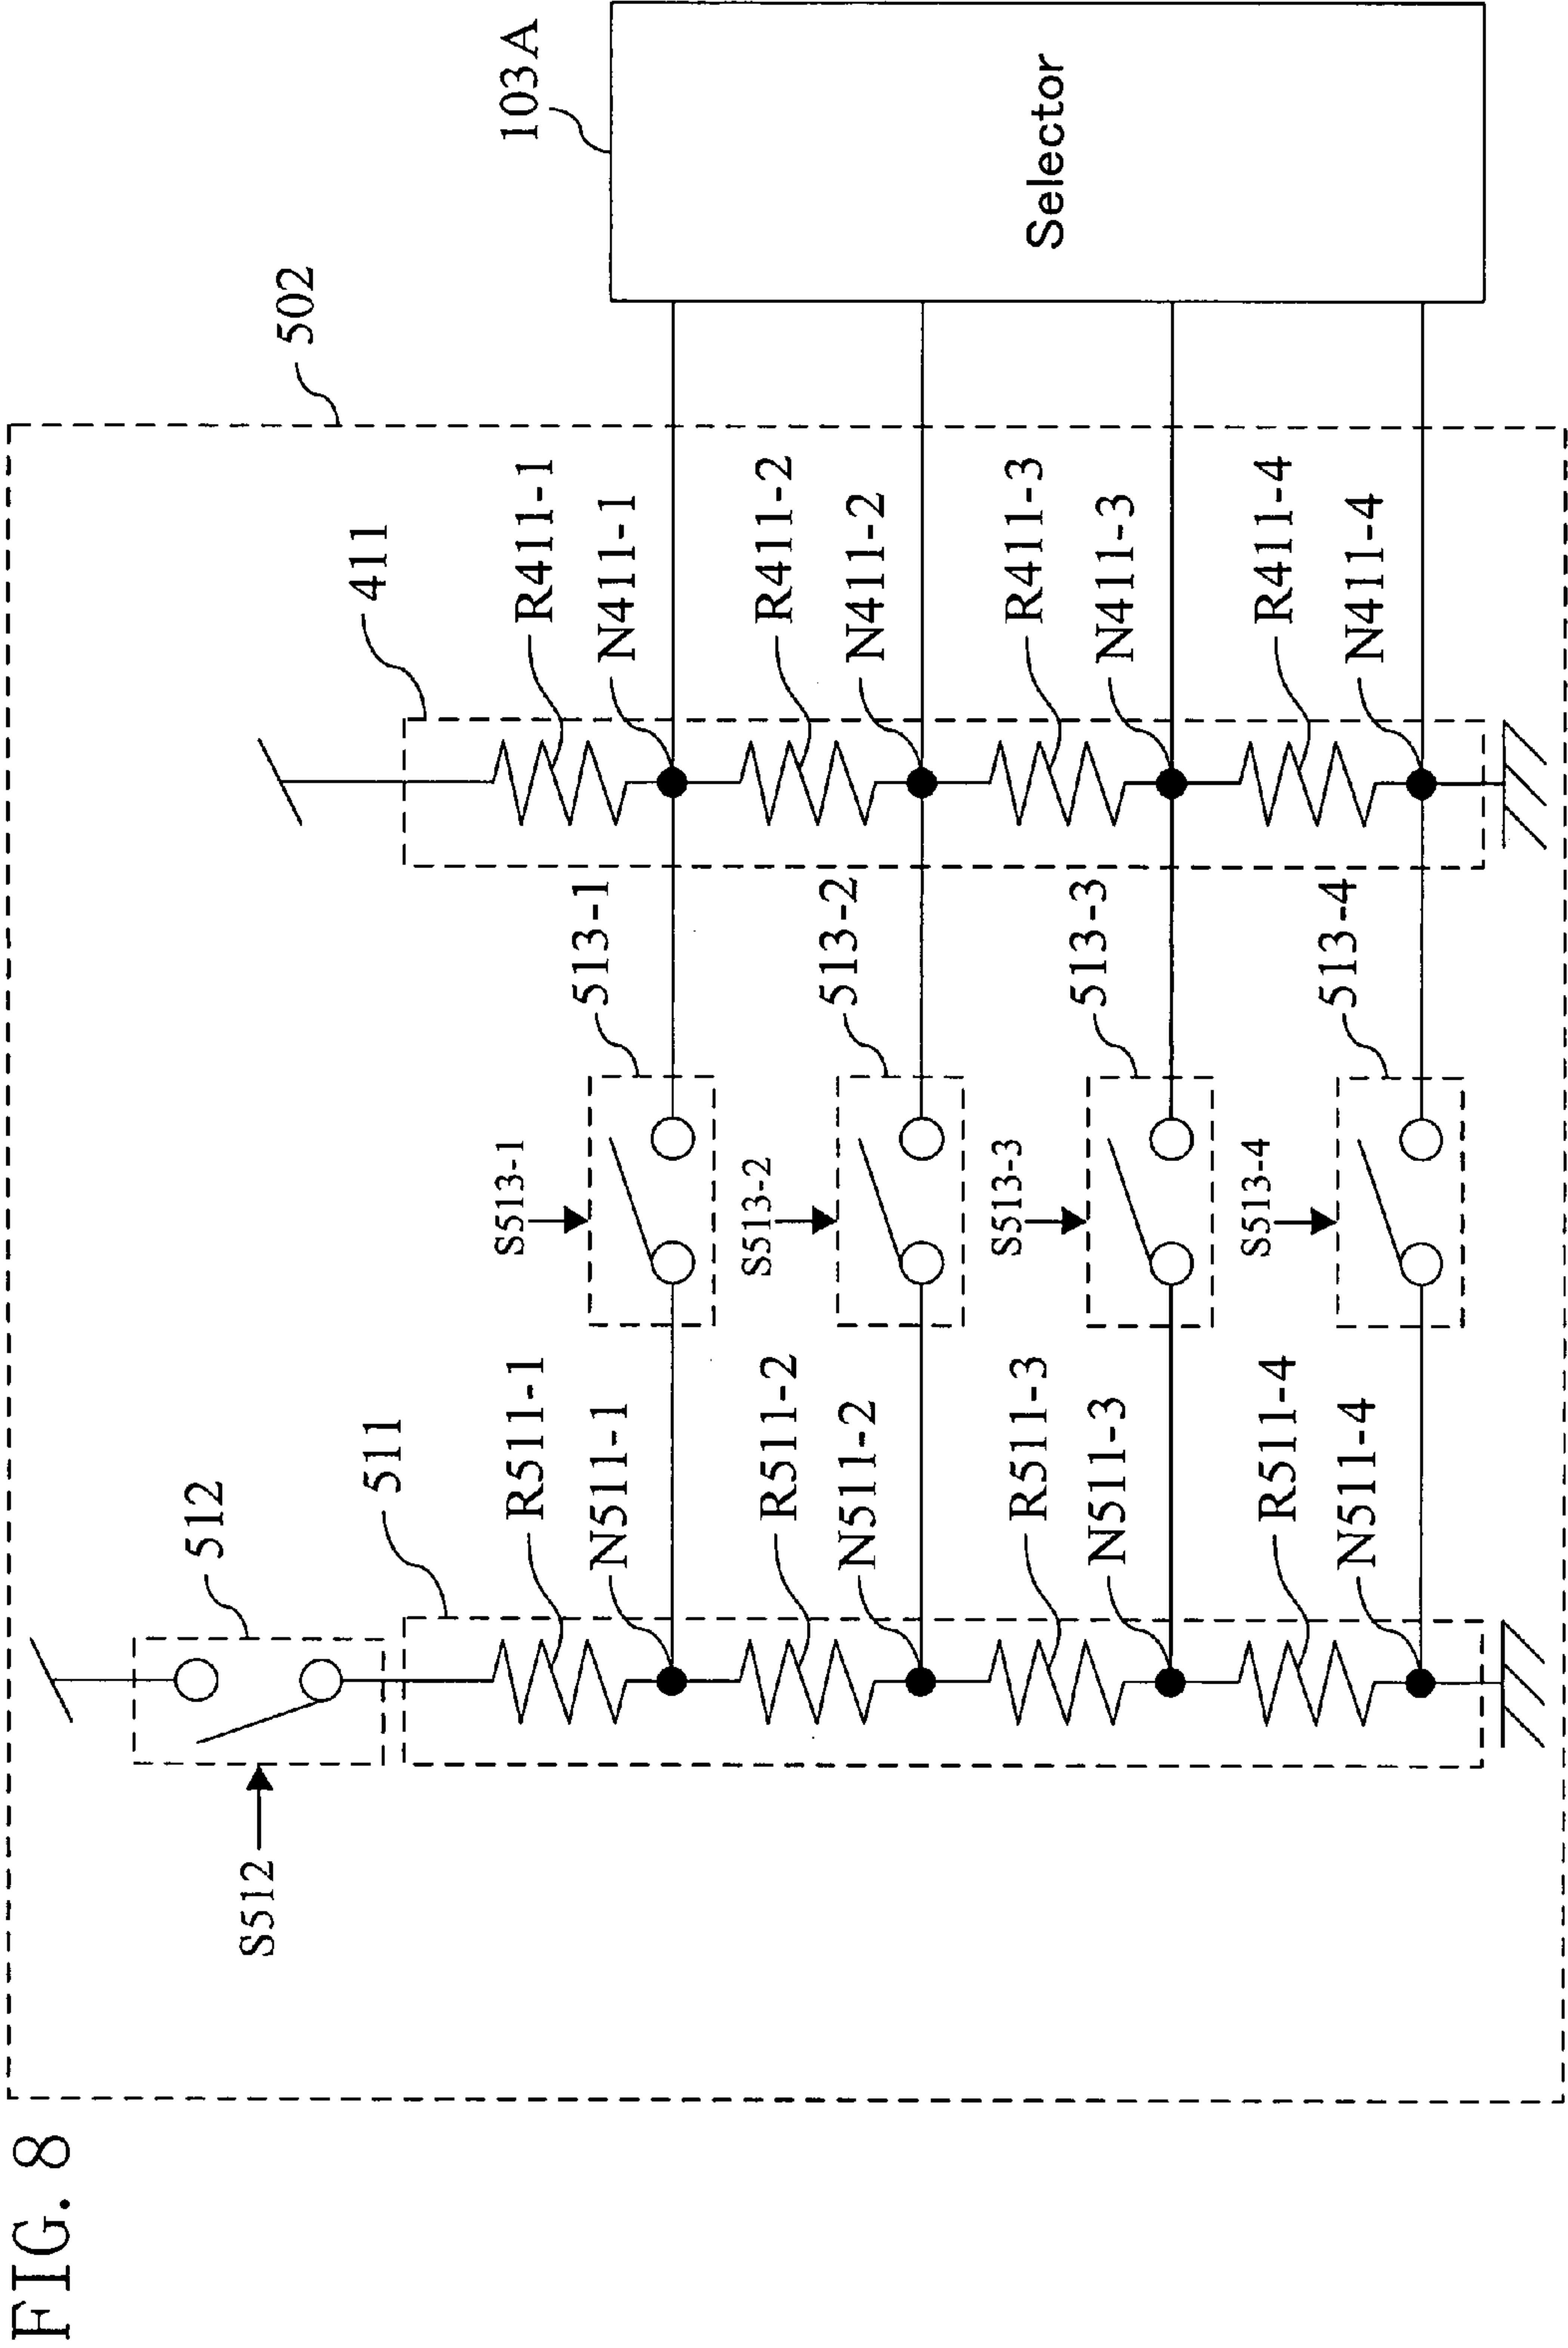 FIG. 8
502
S512
512
511
R511-1
N511-1
R511-2
N511-2
R511-3
N511-3
R511-4
N511-4
S513-1
513-1
S513-2
513-2
S513-3
513-3
S513-4
513-4
411
R411-1
N411-1
R411-2
N411-2
R411-3
N411-3
R411-4
N411-4
103A
Selector